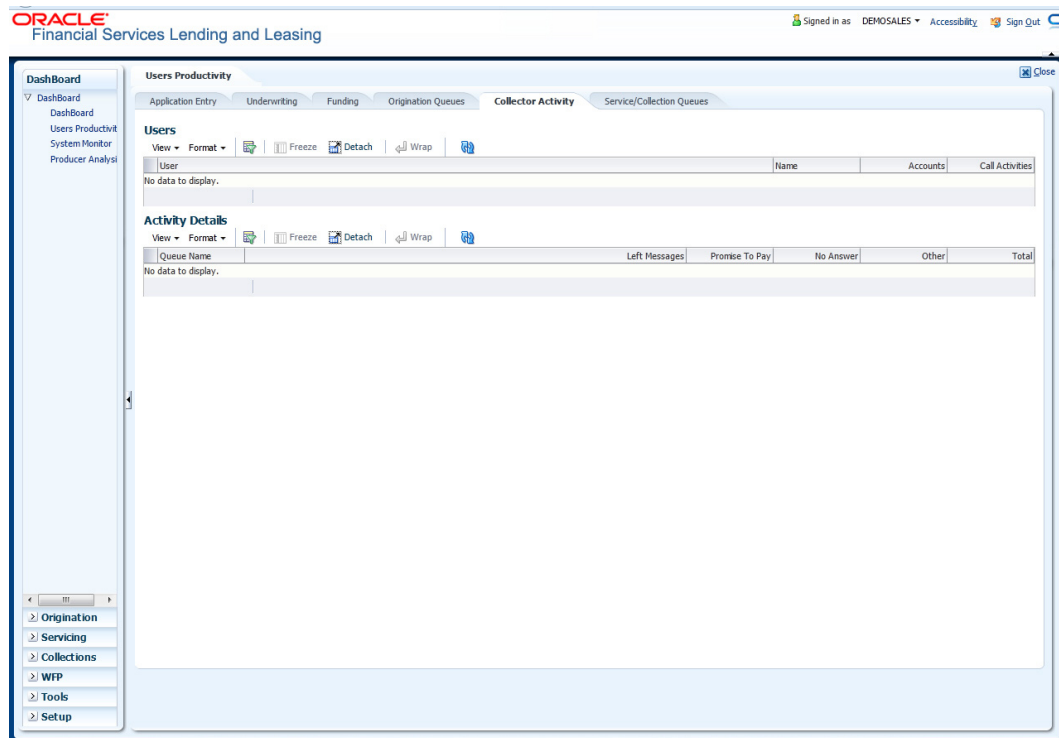 ORACLE
Financial Services Lending and Leasing
Signed in as DEMOSALES Accessibility Sign Out
DashBoard
DashBoard
DashBoard
Users Productivit
System Monitor
Producer Analysi
Origination
Servicing
Collections
WFP
Tools
Setup
Users Productivity
Close
Application Entry Underwriting Funding Origination Queues Collector Activity Service/Collection Queues
Users
View Format Freeze Detach Wrap
User Name Accounts Call Activities
No data to display.
Activity Details
View Format Freeze Detach Wrap
Queue Name Left Messages Promise To Pay No Answer Other Total
No data to display.